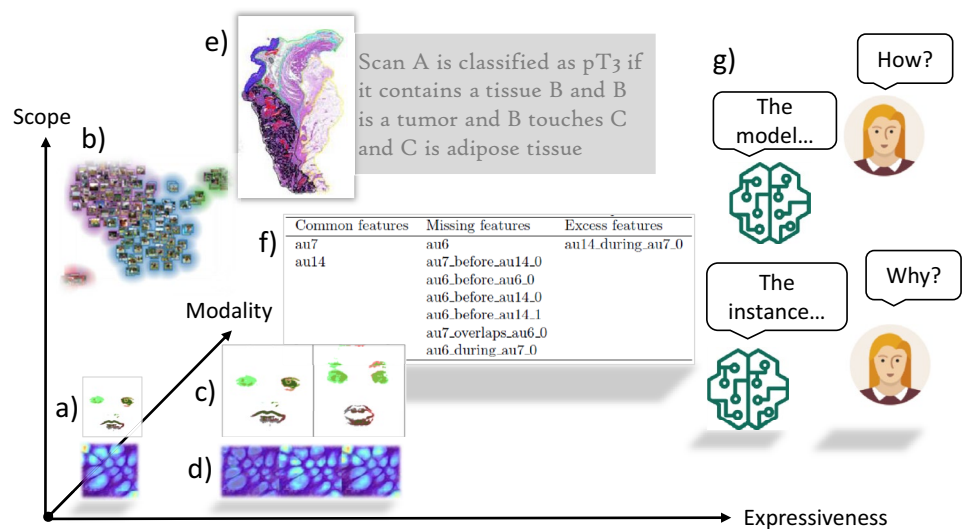 e)
Scan A is classified as pT3 if
it contains a tissue B and B
is a tumor and B touches C
and C is adipose tissue
g)
How?
The
model...
Scope
b)
f)
Common features Missing features Excess features
au7 au6 au14_during_au7_0
au14 au7_before_au14_0
au6_before_au6_0
au6_before_au14_0
au6_before_au14_1
au7_overlaps_au6_0
au6_during_au7_0
Why?
The
instance...
Modality
a)
c)
d)
Expressiveness